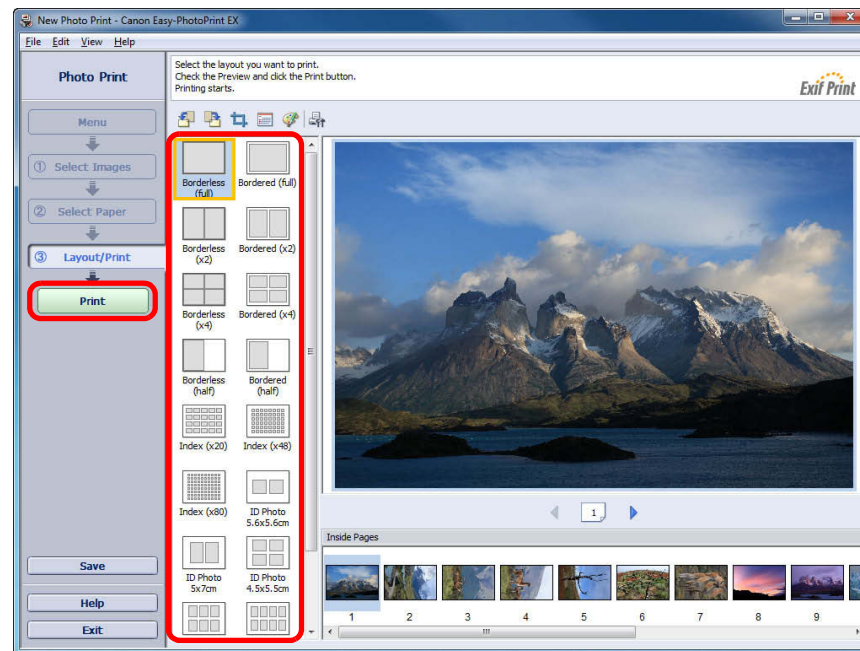 New Photo Print - Canon Easy-PhotoPrint EX
File Edit View Help
Photo Print
Select the layout you want to print.
Check the Preview and click the Print button.
Printing starts.
Exif Print
Menu
① Select Images
② Select Paper
③ Layout/Print
Print
Borderless
(full)
Bordered (full)
Borderless
(x2)
Bordered (x2)
Borderless
(x4)
Bordered (x4)
Borderless
(half)
Bordered
(half)
Index (x20)
Index (x48)
Index (x80)
ID Photo
5.6x5.6cm
ID Photo
5x7cm
ID Photo
4.5x5.5cm
1
Inside Pages
1 2 3 4 5 6 7 8 9
Save
Help
Exit